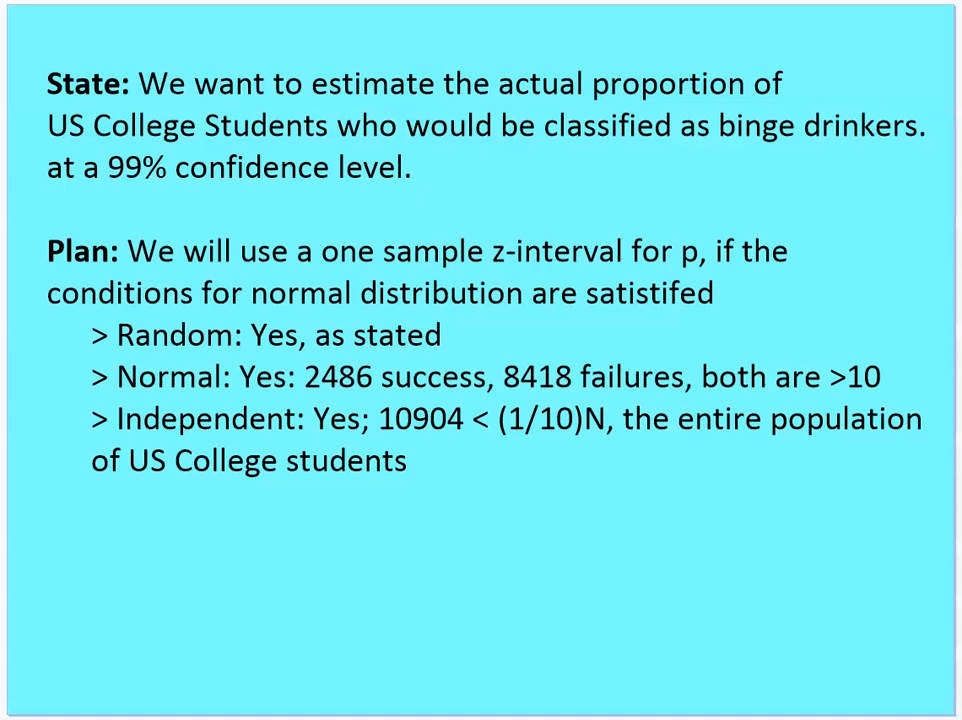 State: We want to estimate the actual proportion of
US College Students who would be classified as binge drinkers.
at a 99% confidence level.
Plan: We will use a one sample z-interval for p, if the
conditions for normal distribution are satistifed
> Random: Yes, as stated
> Normal: Yes: 2486 success, 8418 failures, both are >10
> Independent: Yes; 10904 < (1/10)N, the entire population
of US College students